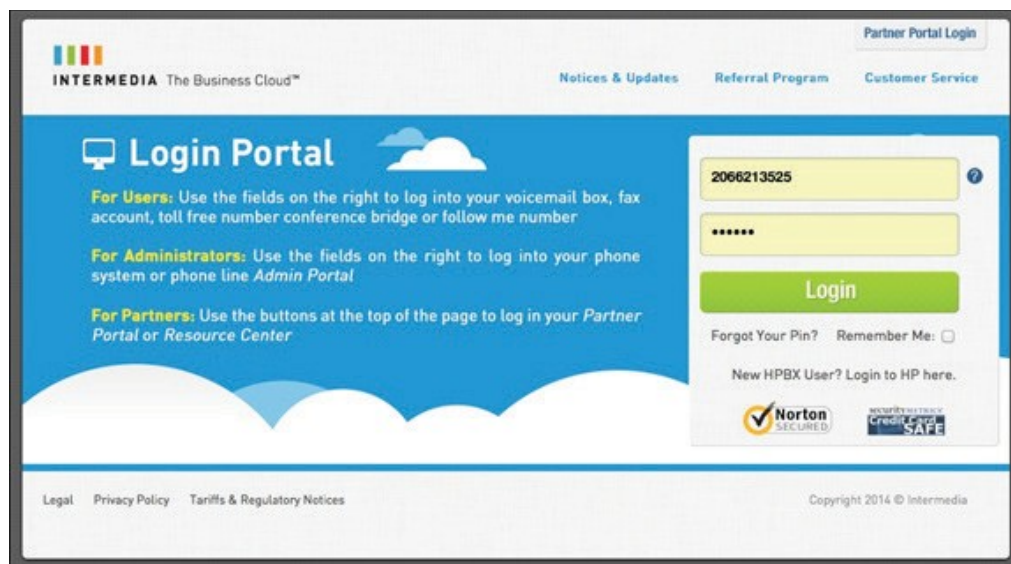 Partner Portal Login
INTERMEDIA The Business Cloud™
Notices & Updates Referral Program Customer Service
Login Portal
For Users: Use the fields on the right to log into your voicemail box, fax
account, toll free number conference bridge or follow me number
For Administrators: Use the fields on the right to log into your phone
system or phone line Admin Portal
For Partners: Use the buttons at the top of the page to log in your Partner
Portal or Resource Center
2066213525
?
••••••
Login
Forgot Your Pin? Remember Me:
New HPBX User? Login to HP here.
Norton
SECURED
securityMETRICS
Credit Card
SAFE
Legal Privacy Policy Tariffs & Regulatory Notices
Copyright 2014 © Intermedia